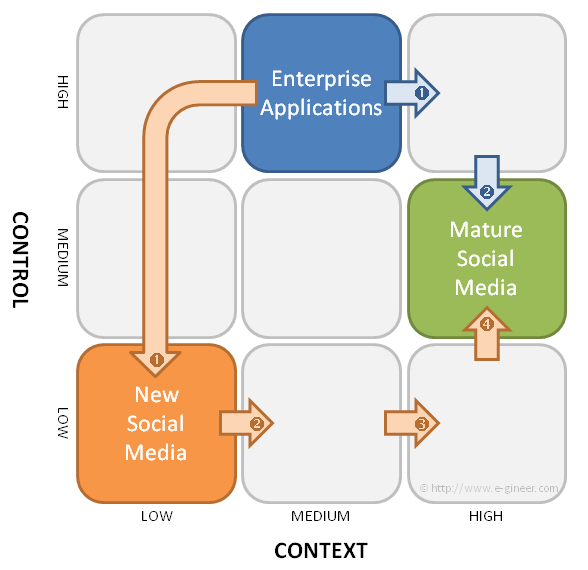 HIGH
Enterprise
Applications
1
2
CONTROL
MEDIUM
Mature
Social
Media
4
1
LOW
New
Social
Media
2
3
© http://www.e-gineer.com
LOW
MEDIUM
HIGH
CONTEXT